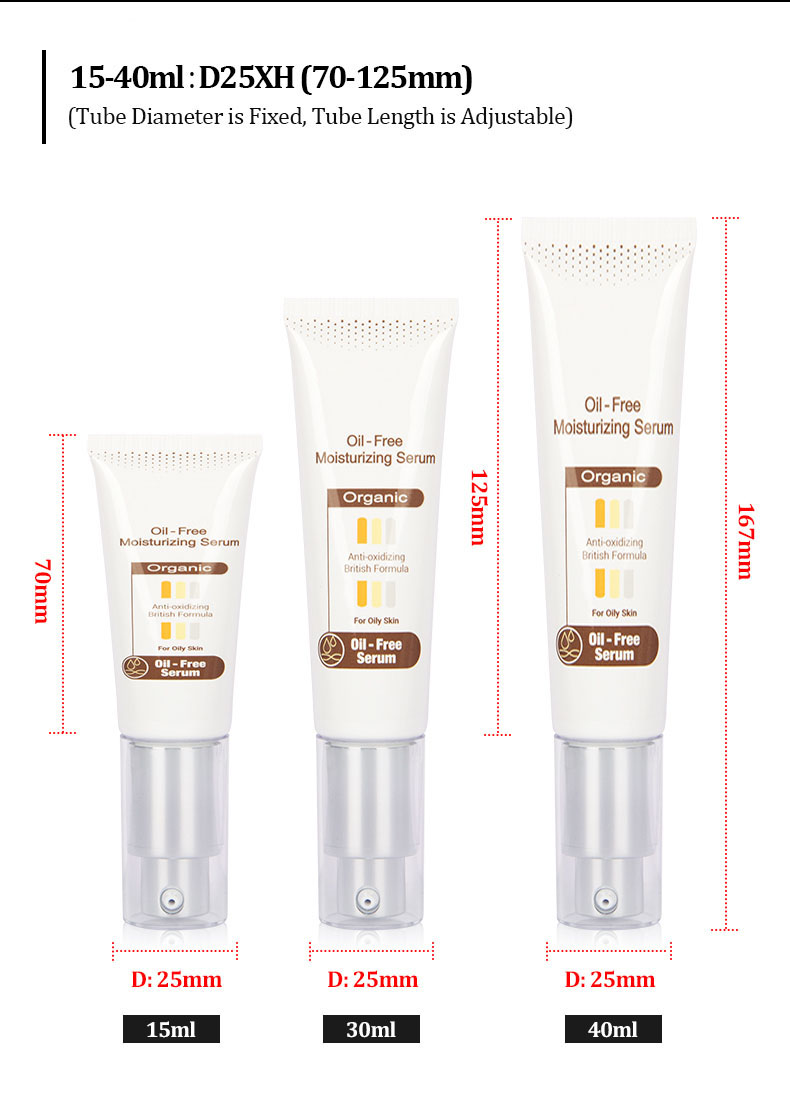 15-40ml : D25XH (70-125mm)
(Tube Diameter is Fixed, Tube Length is Adjustable)
70mm
Oil - Free
Moisturizing Serum
Organic
Anti-oxidizing
British Formula
For Oily Skin
Oil - Free
Serum
Oil - Free
Moisturizing Serum
Organic
Anti-oxidizing
British Formula
For Oily Skin
Oil - Free
Serum
125mm
Oil - Free
Moisturizing Serum
Organic
Anti-oxidizing
British Formula
For Oily Skin
Oil - Free
Serum
167mm
D: 25mm
D: 25mm
D: 25mm
15ml
30ml
40ml